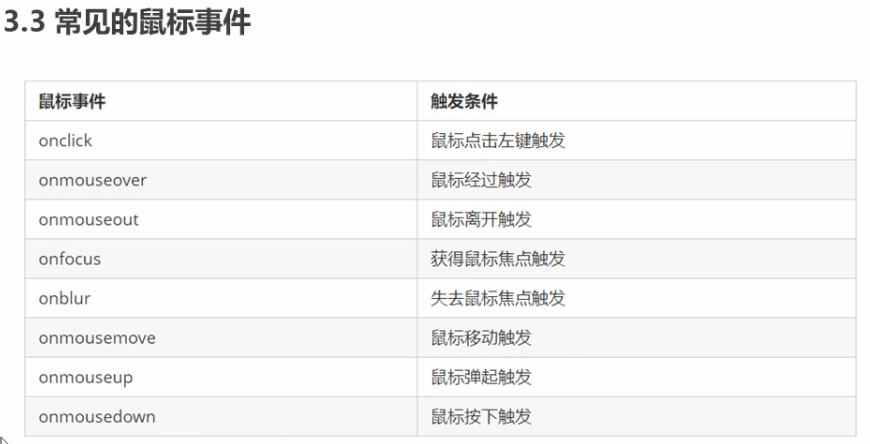 3.3 常见的鼠标事件
鼠标事件 触发条件
onclick 鼠标点击左键触发
onmouseover 鼠标经过触发
onmouseout 鼠标离开触发
onfocus 获得鼠标焦点触发
onblur 失去鼠标焦点触发
onmousemove 鼠标移动触发
onmouseup 鼠标弹起触发
onmousedown 鼠标按下触发